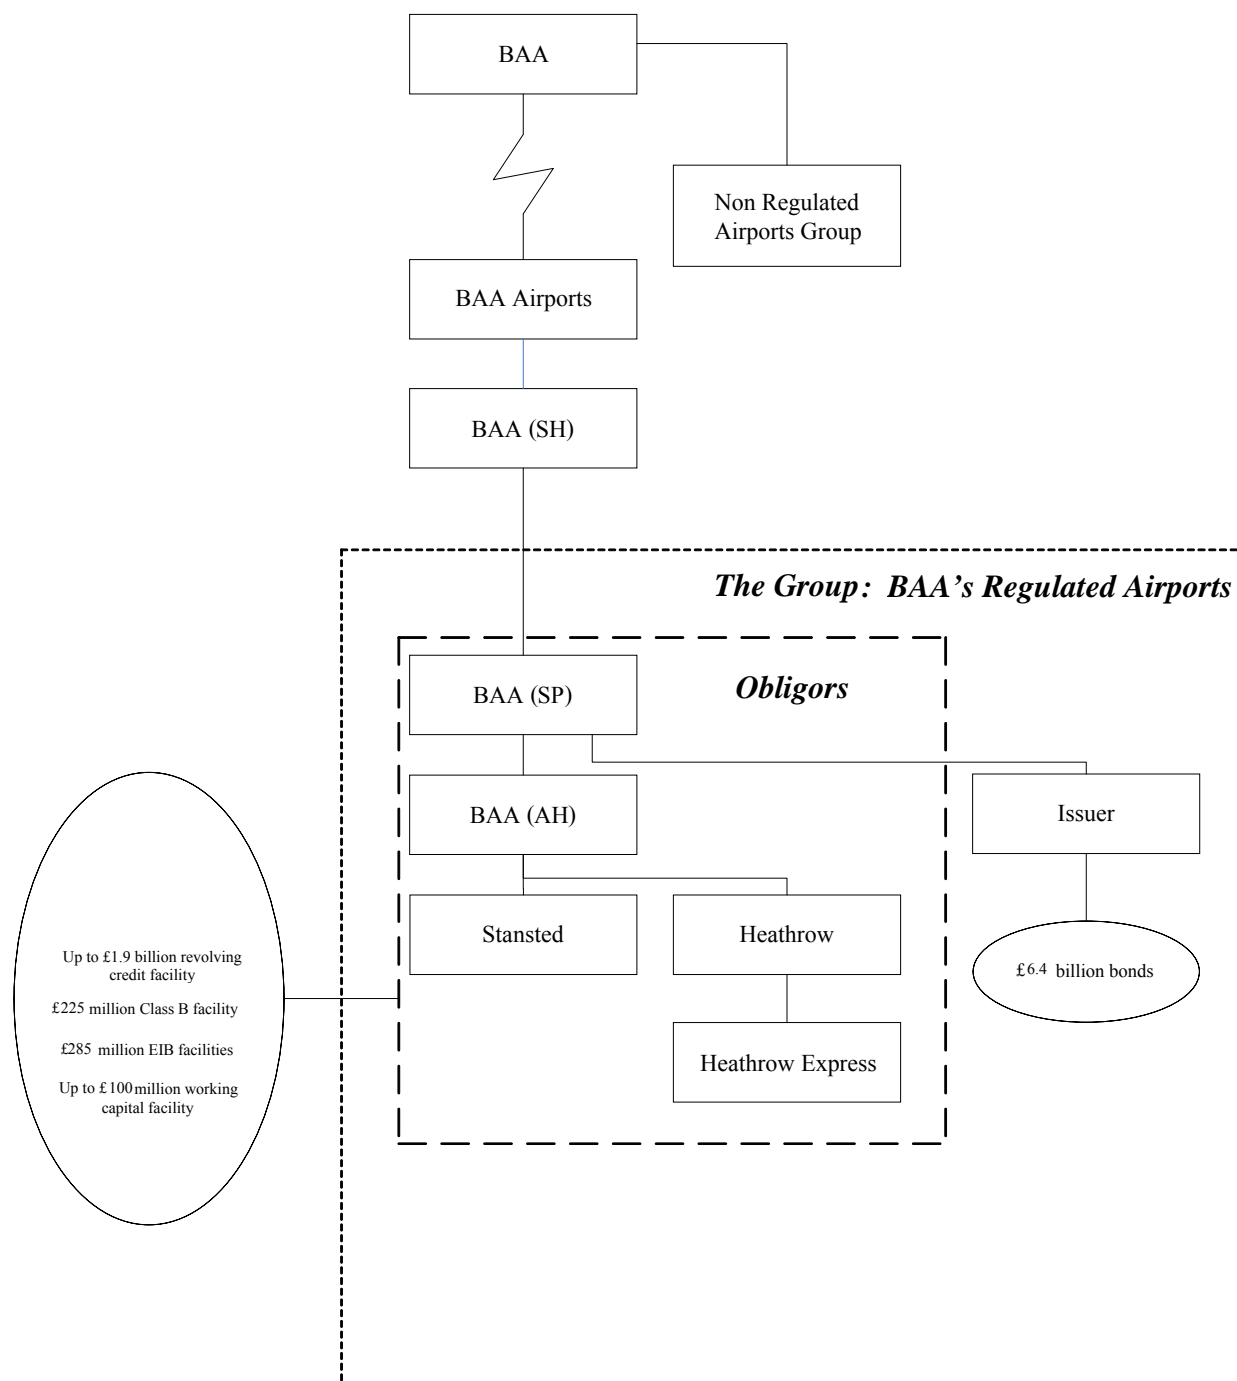 BAA
Non Regulated
Airports Group
BAA Airports
BAA (SH)
The Group: BAA’s Regulated Airports
BAA (SP)
Obligors
BAA (AH)
Issuer
Stansted
Heathrow
£6.4 billion bonds
Heathrow Express
Up to £1.9 billion revolving
credit facility
£225 million Class B facility
£285 million EIB facilities
Up to £100 million working
capital facility